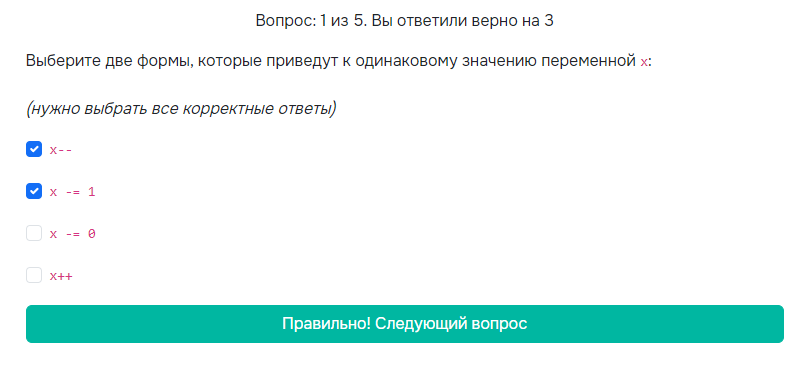 Вопрос: 1 из 5. Вы ответили верно на 3
Выберите две формы, которые приведут к одинаковому значению переменной x:
(нужно выбрать все корректные ответы)
x--
x -= 1
x -= 0
x++
Правильно! Следующий вопрос